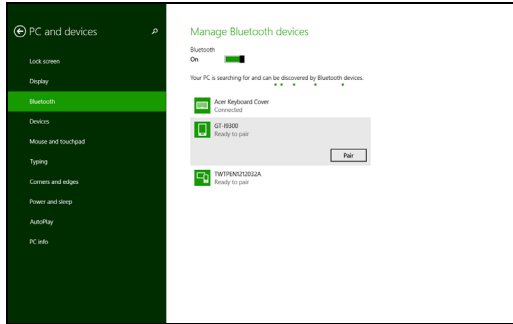 PC and devices
Lock screen
Display
Bluetooth
Devices
Mouse and touchpad
Typing
Corners and edges
Power and sleep
AutoPlay
PC info
Manage Bluetooth devices
Bluetooth
On
Your PC is searching for and can be discovered by Bluetooth devices.
Acer Keyboard Cover
Connected
GT-I9300
Ready to pair
Pair
TWTPEN1212032A
Ready to pair